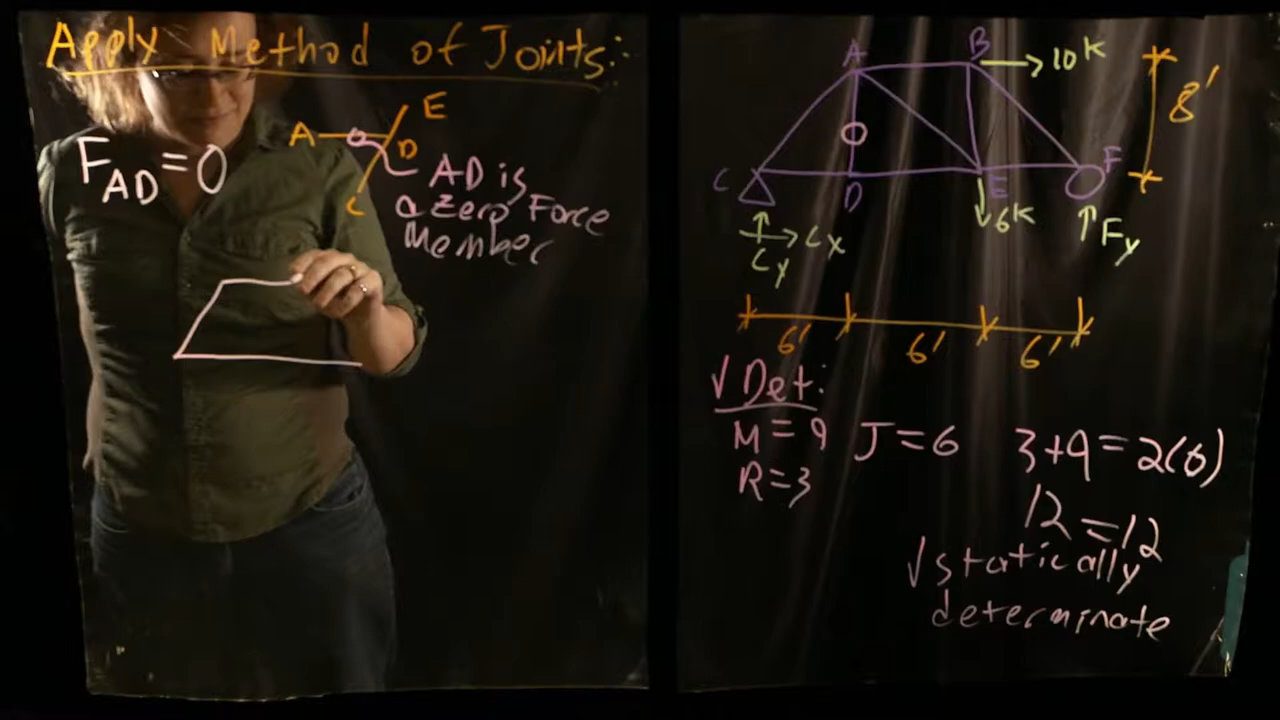 Apply Method of Joints:
F_AD = 0
A
E
D
C
AD is
a Zero Force
Member
A
B
10K
8'
O
C
D
E
F
6K
Fy
Cx
Cy
6'
6'
6'
√ Det:
M = 9
J = 6
3+9 = 2(6)
R = 3
12 = 12
√ statically
determinate